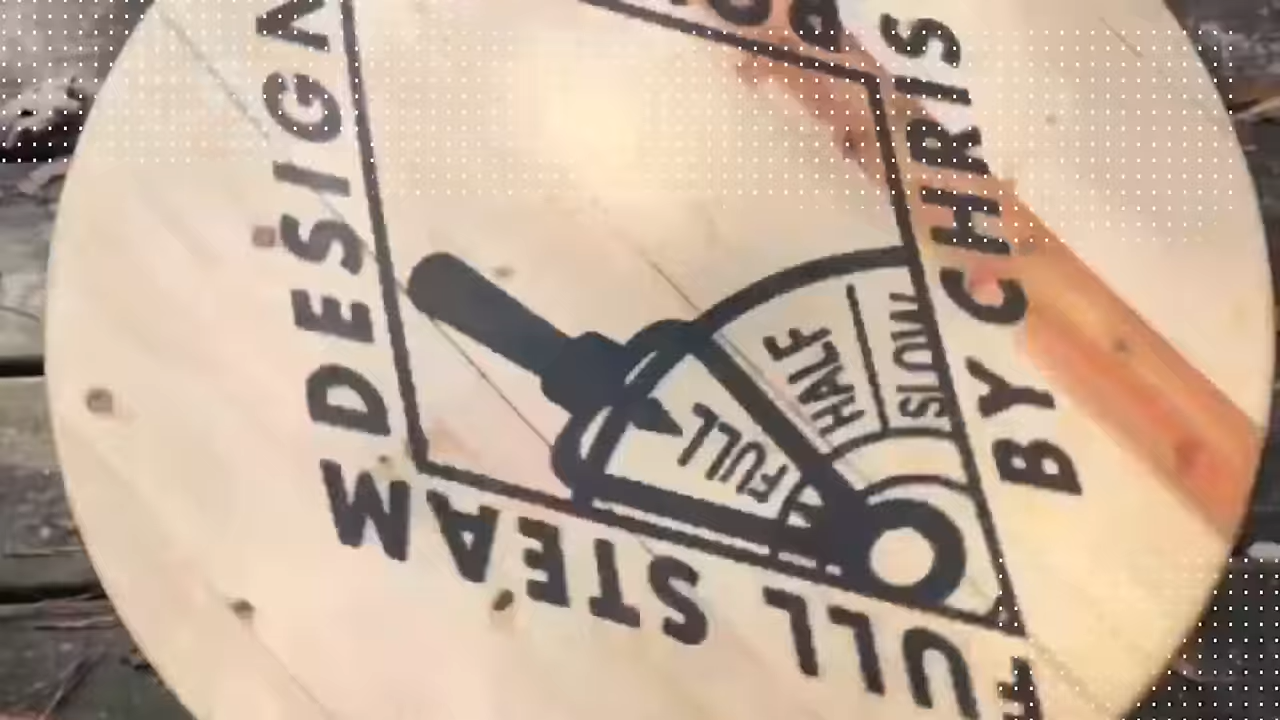 FULL STEAM
DESIGN
BY CHRIS
FULL
HALF
SLOW